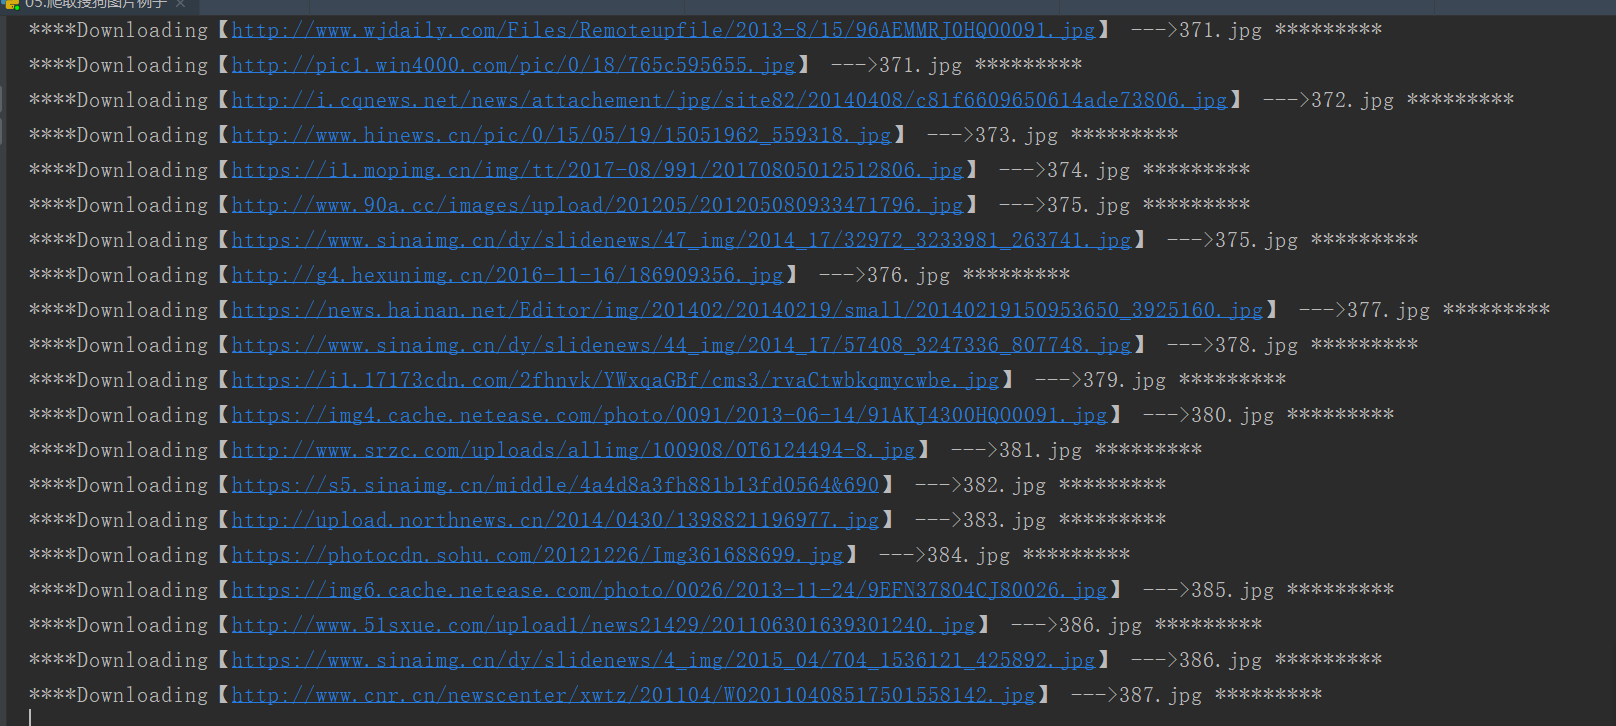 05.爬取搜狗图片例子 ×
****Downloading【http://www.wjdaily.com/Files/Remoteupfile/2013-8/15/96AEMMRJ0HQO0091.jpg】 --->371.jpg *********
****Downloading【http://pic1.win4000.com/pic/0/18/765c595655.jpg】 --->371.jpg *********
****Downloading【http://i.cqnews.net/news/attachement/jpg/site82/20140408/c81f6609650614ade73806.jpg】 --->372.jpg *********
****Downloading【http://www.hinews.cn/pic/0/15/05/19/15051962_559318.jpg】 --->373.jpg *********
****Downloading【https://i1.mopimg.cn/img/tt/2017-08/991/20170805012512806.jpg】 --->374.jpg *********
****Downloading【http://www.90a.cc/images/upload/201205/201205080933471796.jpg】 --->375.jpg *********
****Downloading【https://www.sinaimg.cn/dy/slidenews/47_img/2014_17/32972_3233981_263741.jpg】 --->375.jpg *********
****Downloading【http://g4.hexunimg.cn/2016-11-16/186909356.jpg】 --->376.jpg *********
****Downloading【https://news.hainan.net/Editor/img/201402/20140219/small/20140219150953650_3925160.jpg】 --->377.jpg *********
****Downloading【https://www.sinaimg.cn/dy/slidenews/44_img/2014_17/57408_3247336_807748.jpg】 --->378.jpg *********
****Downloading【https://i1.17173cdn.com/2fhnvk/YWxqaGBf/cms3/rvaCtwbkqmycwbe.jpg】 --->379.jpg *********
****Downloading【https://img4.cache.netease.com/photo/0091/2013-06-14/91AKJ4300HQO0091.jpg】 --->380.jpg *********
****Downloading【http://www.srzc.com/uploads/allimg/100908/0T6124494-8.jpg】 --->381.jpg *********
****Downloading【https://s5.sinaimg.cn/middle/4a4d8a3fh881b13fd0564&690】 --->382.jpg *********
****Downloading【http://upload.northnews.cn/2014/0430/1398821196977.jpg】 --->383.jpg *********
****Downloading【https://photocdn.sohu.com/20121226/Img361688699.jpg】 --->384.jpg *********
****Downloading【https://img6.cache.netease.com/photo/0026/2013-11-24/9EFN37804CJ80026.jpg】 --->385.jpg *********
****Downloading【http://www.51sxue.com/upload1/news21429/201106301639301240.jpg】 --->386.jpg *********
****Downloading【https://www.sinaimg.cn/dy/slidenews/4_img/2015_04/704_1536121_425892.jpg】 --->386.jpg *********
****Downloading【http://www.cnr.cn/newscenter/xwtz/201104/W020110408517501558142.jpg】 --->387.jpg *********